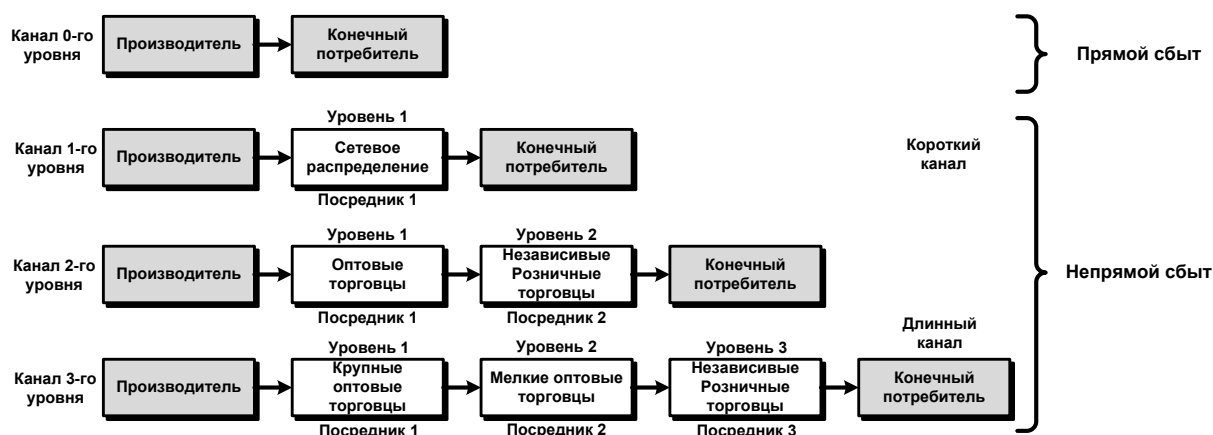 Канал 0-го
уровня
Производитель
Конечный
потребитель
Прямой сбыт
Уровень 1
Канал 1-го
уровня
Производитель
Сетевое
распределение
Конечный
потребитель
Посредник 1
Короткий
канал
Уровень 1
Уровень 2
Канал 2-го
уровня
Производитель
Оптовые
торговцы
Независивые
Розничные
торговцы
Конечный
потребитель
Посредник 1
Посредник 2
Непрямой сбыт
Длинный
канал
Уровень 1
Уровень 2
Уровень 3
Канал 3-го
уровня
Производитель
Крупные
оптовые
торговцы
Мелкие оптовые
торговцы
Независивые
Розничные
торговцы
Конечный
потребитель
Посредник 1
Посредник 2
Посредник 3